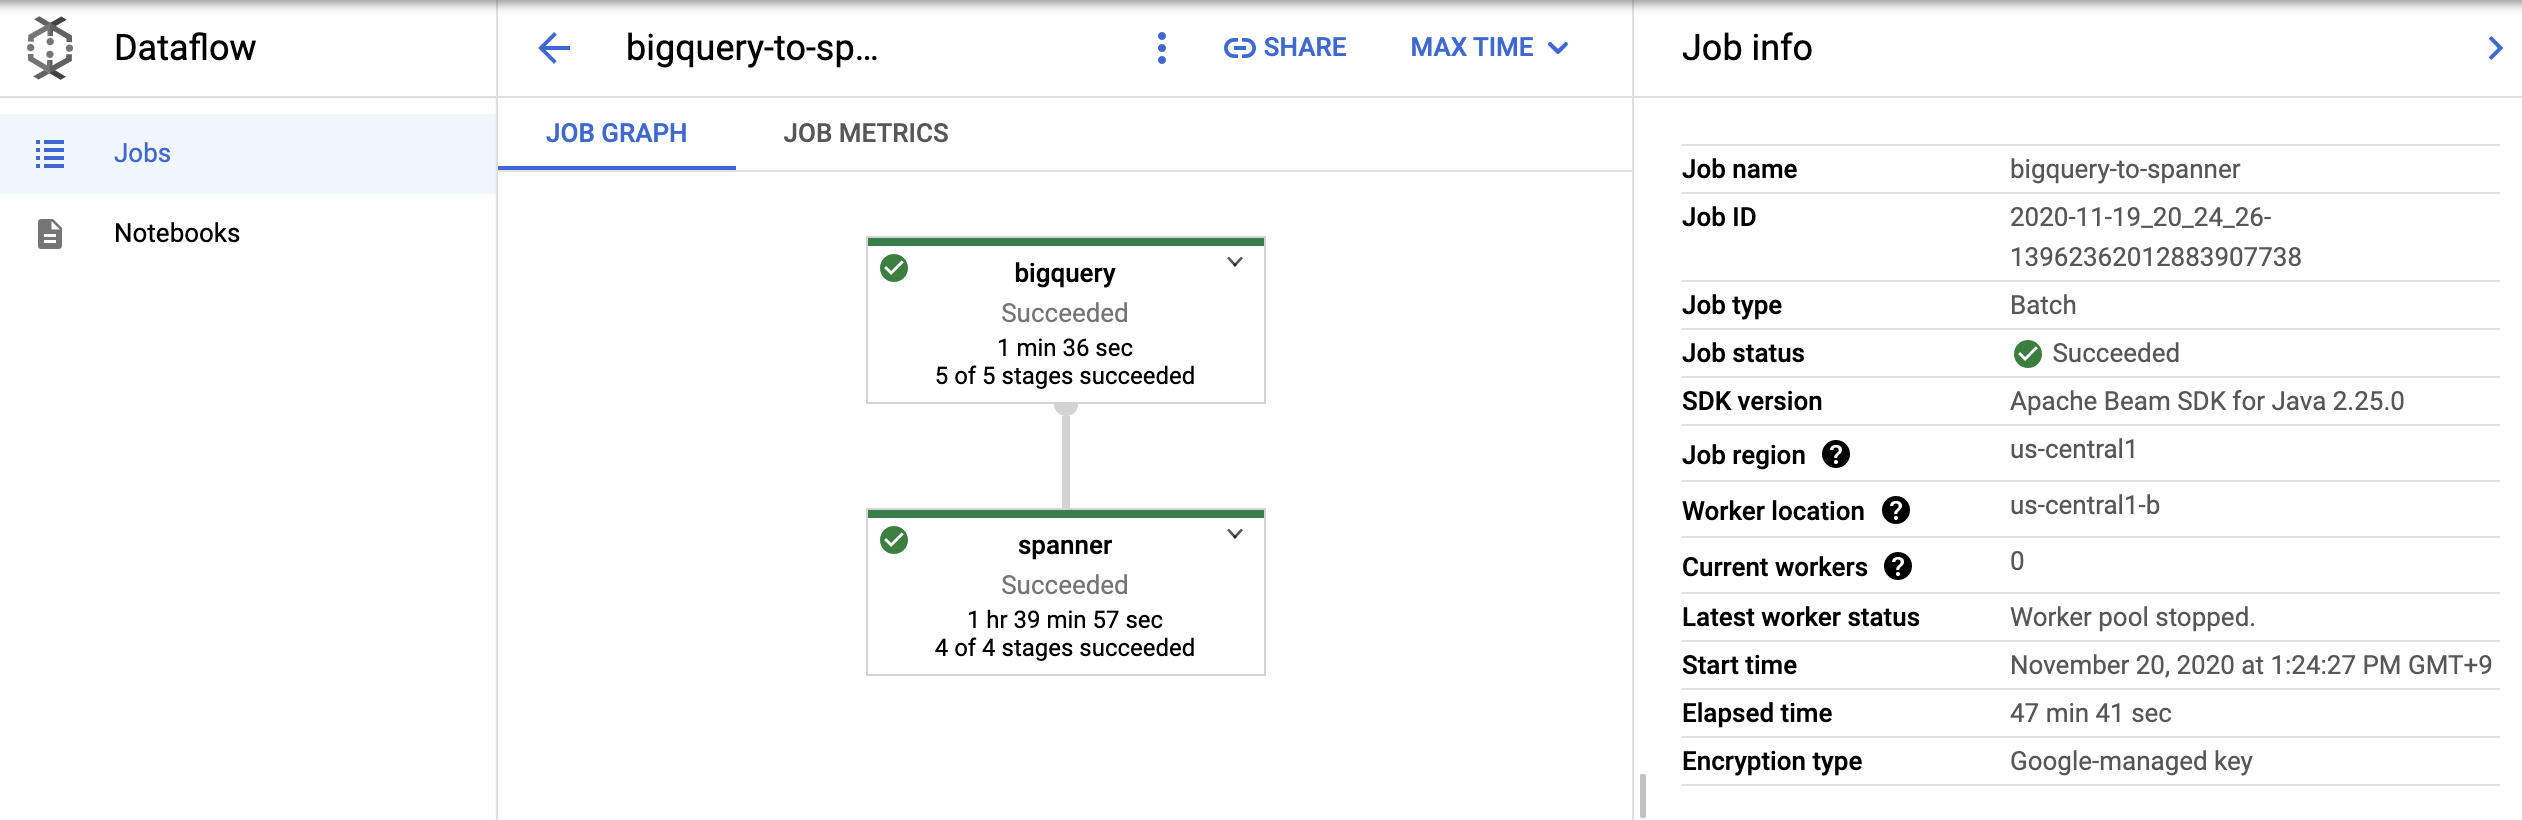 Dataflow
Jobs
Notebooks
bigquery-to-sp...
SHARE
MAX TIME
JOB GRAPH
JOB METRICS
bigquery
Succeeded
1 min 36 sec
5 of 5 stages succeeded
spanner
Succeeded
1 hr 39 min 57 sec
4 of 4 stages succeeded
Job info
Job name bigquery-to-spanner
Job ID 2020-11-19_20_24_26-
13962362012883907738
Job type Batch
Job status Succeeded
SDK version Apache Beam SDK for Java 2.25.0
Job region ? us-central1
Worker location ? us-central1-b
Current workers ? 0
Latest worker status Worker pool stopped.
Start time November 20, 2020 at 1:24:27 PM GMT+9
Elapsed time 47 min 41 sec
Encryption type Google-managed key